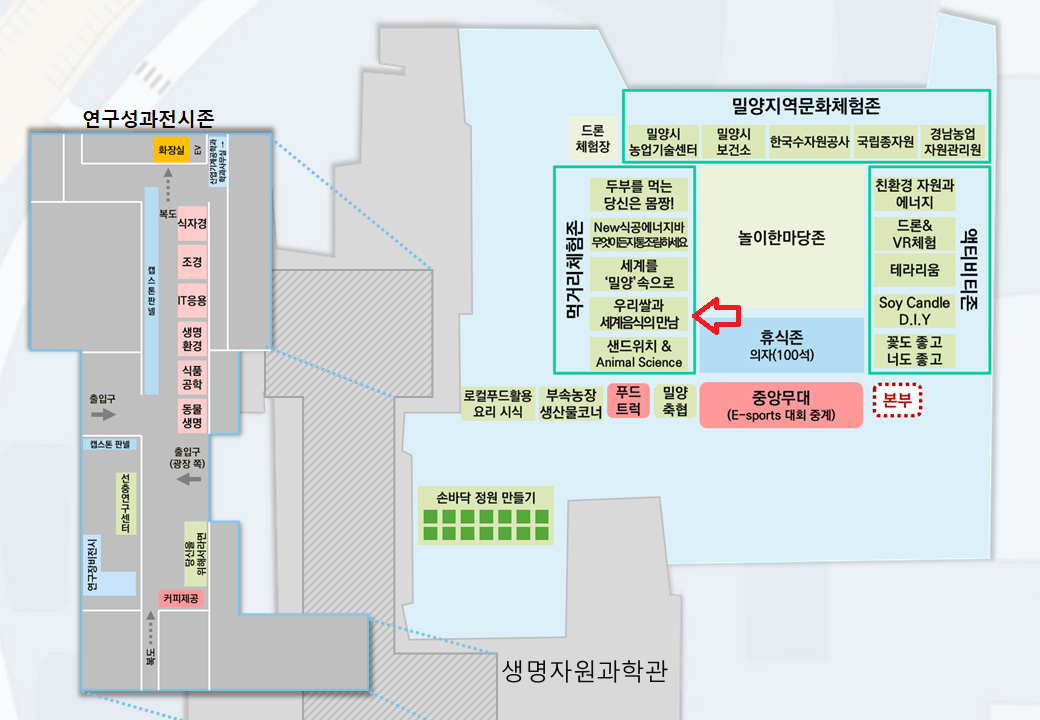 연구성과전시존
화장실
EV
복도
캡스톤판넬
식자경
조경
IT응용
생명
환경
식품
공학
동물
생명
출입구
캡스톤 판넬
출입구
(광장 쪽)
선충연구센터
연구장비전시
당신을
위해서라면
커피제공
복도
밀양지역문화체험존
드론
체험장
밀양시
농업기술센터
밀양시
보건소
한국수자원공사
국립종자원
경남농업
자원관리원
먹거리체험존
두부를 먹는
당신은 몸짱!
New식공에너지바
무엇이든지통조림하세요
세계를
‘밀양’속으로
우리쌀과
세계음식의 만남
샌드위치 &
Animal Science
놀이한마당존
휴식존
의자(100석)
친환경 자원과
에너지
드론&
VR체험
테라리움
Soy Candle
D.I.Y
꽃도 좋고
너도 좋고
액티비티존
로컬푸드활용
요리 시식
부속농장
생산물코너
푸드
트럭
밀양
축협
중앙무대
(E-sports 대회 중계)
본부
손바닥 정원 만들기
생명자원과학관